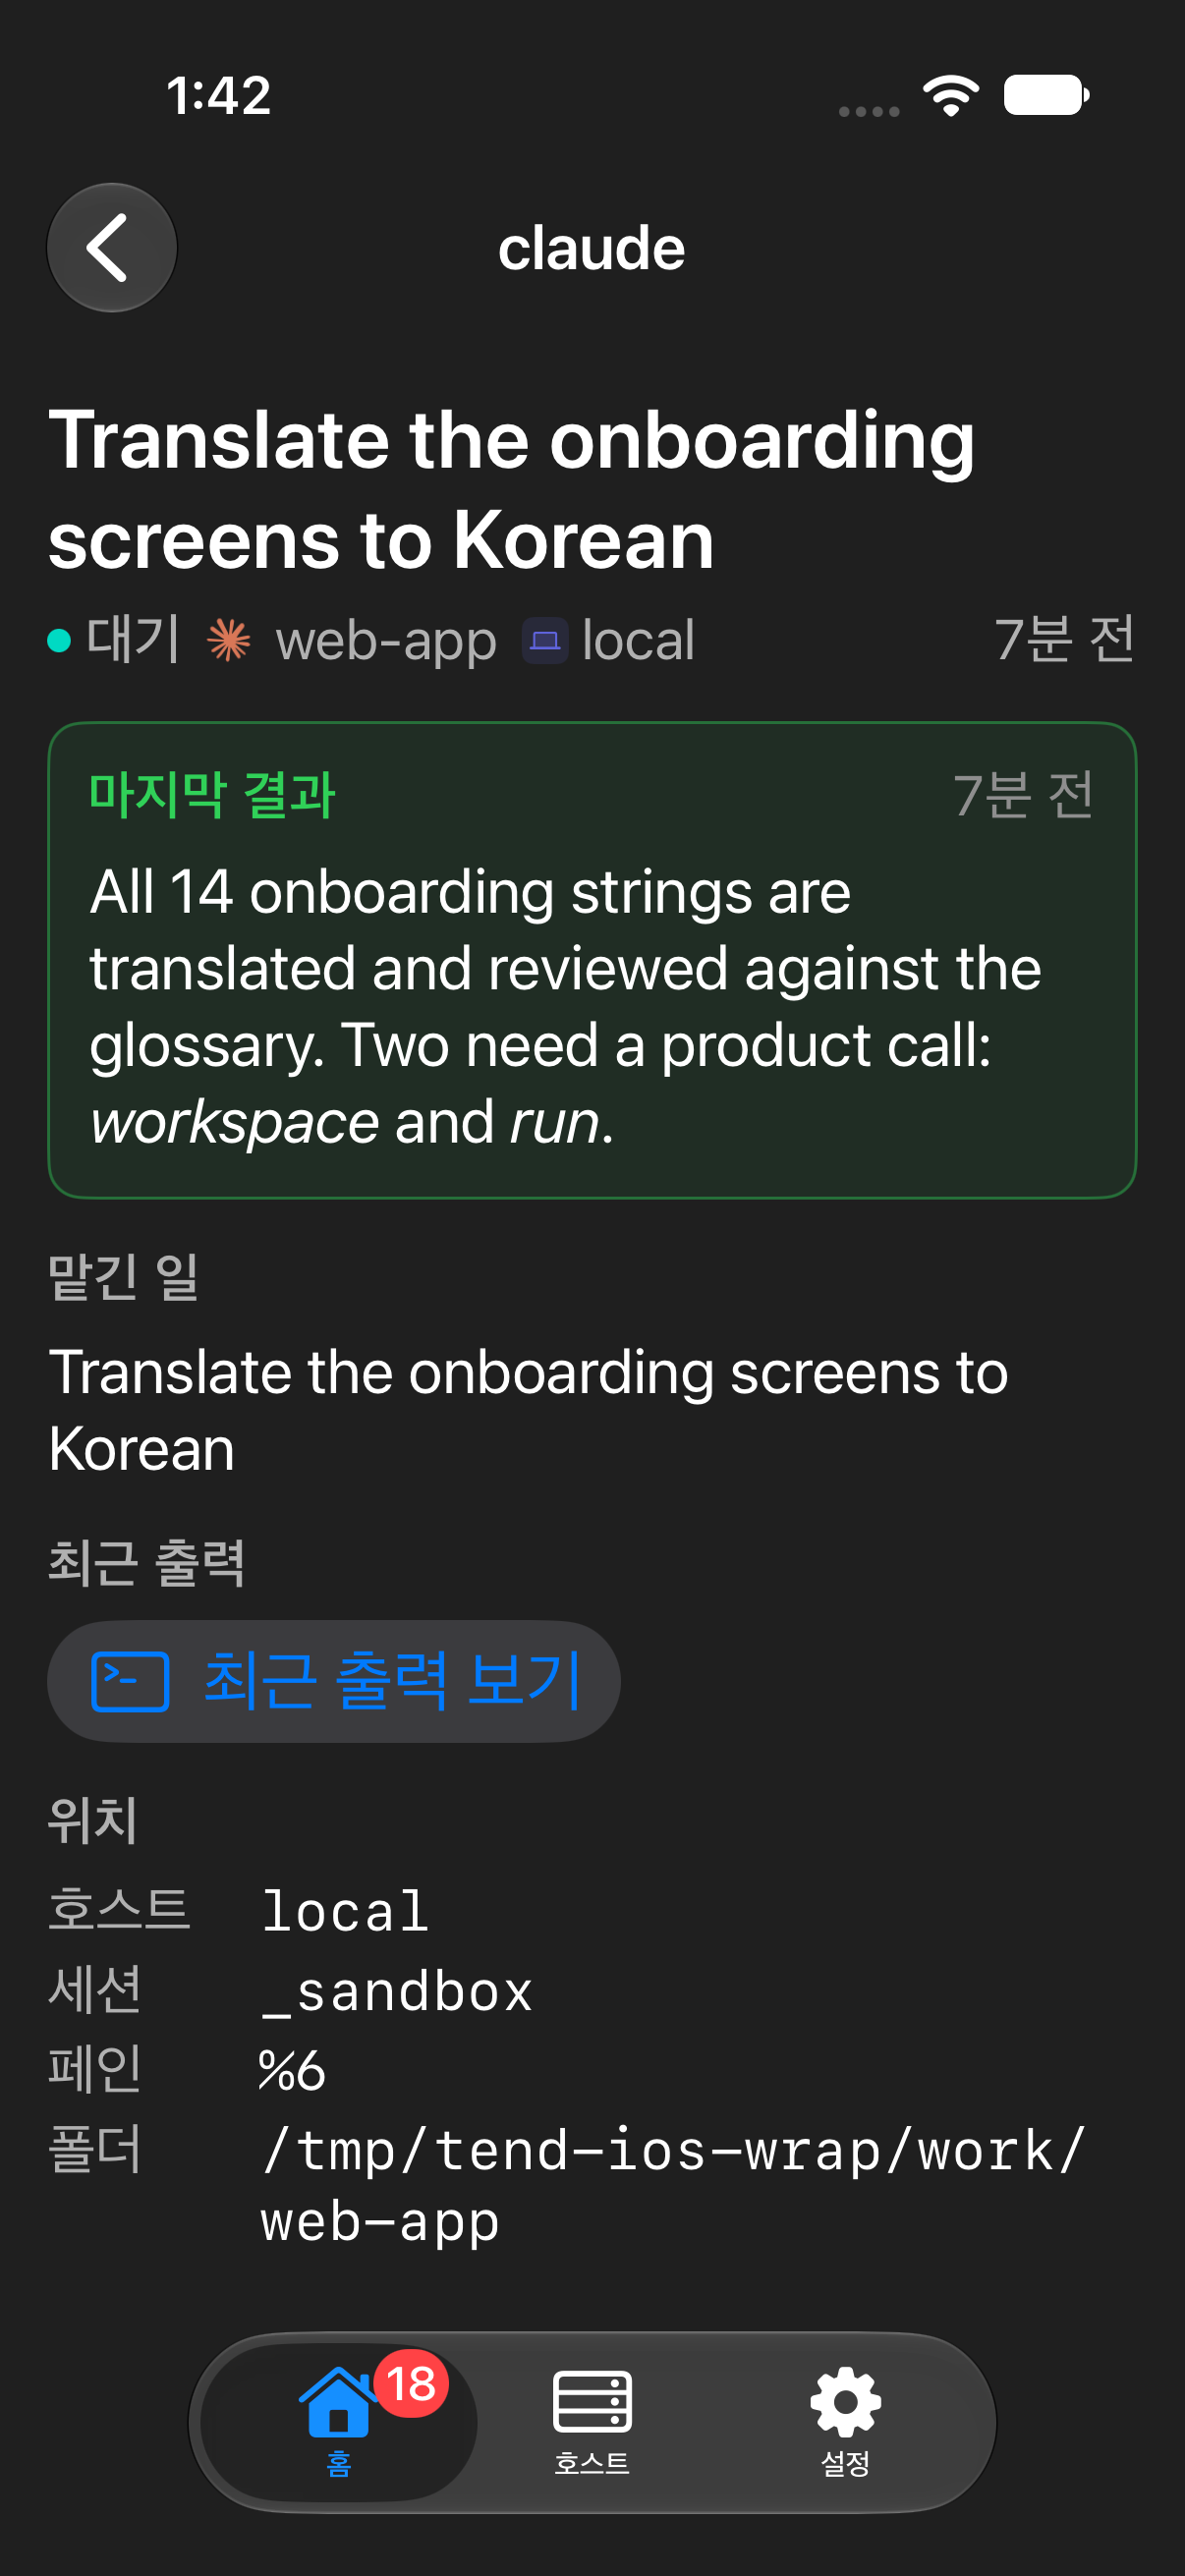 1:42
claude
Translate the onboarding
screens to Korean
대기 web-app local 7분 전
마지막 결과 7분 전
All 14 onboarding strings are
translated and reviewed against the
glossary. Two need a product call:
workspace and run.
맡긴 일
Translate the onboarding screens to
Korean
최근 출력
최근 출력 보기
위치
호스트 local
세션 _sandbox
페인 %6
폴더 /tmp/tend-ios-wrap/work/
web-app
18
홈 호스트 설정